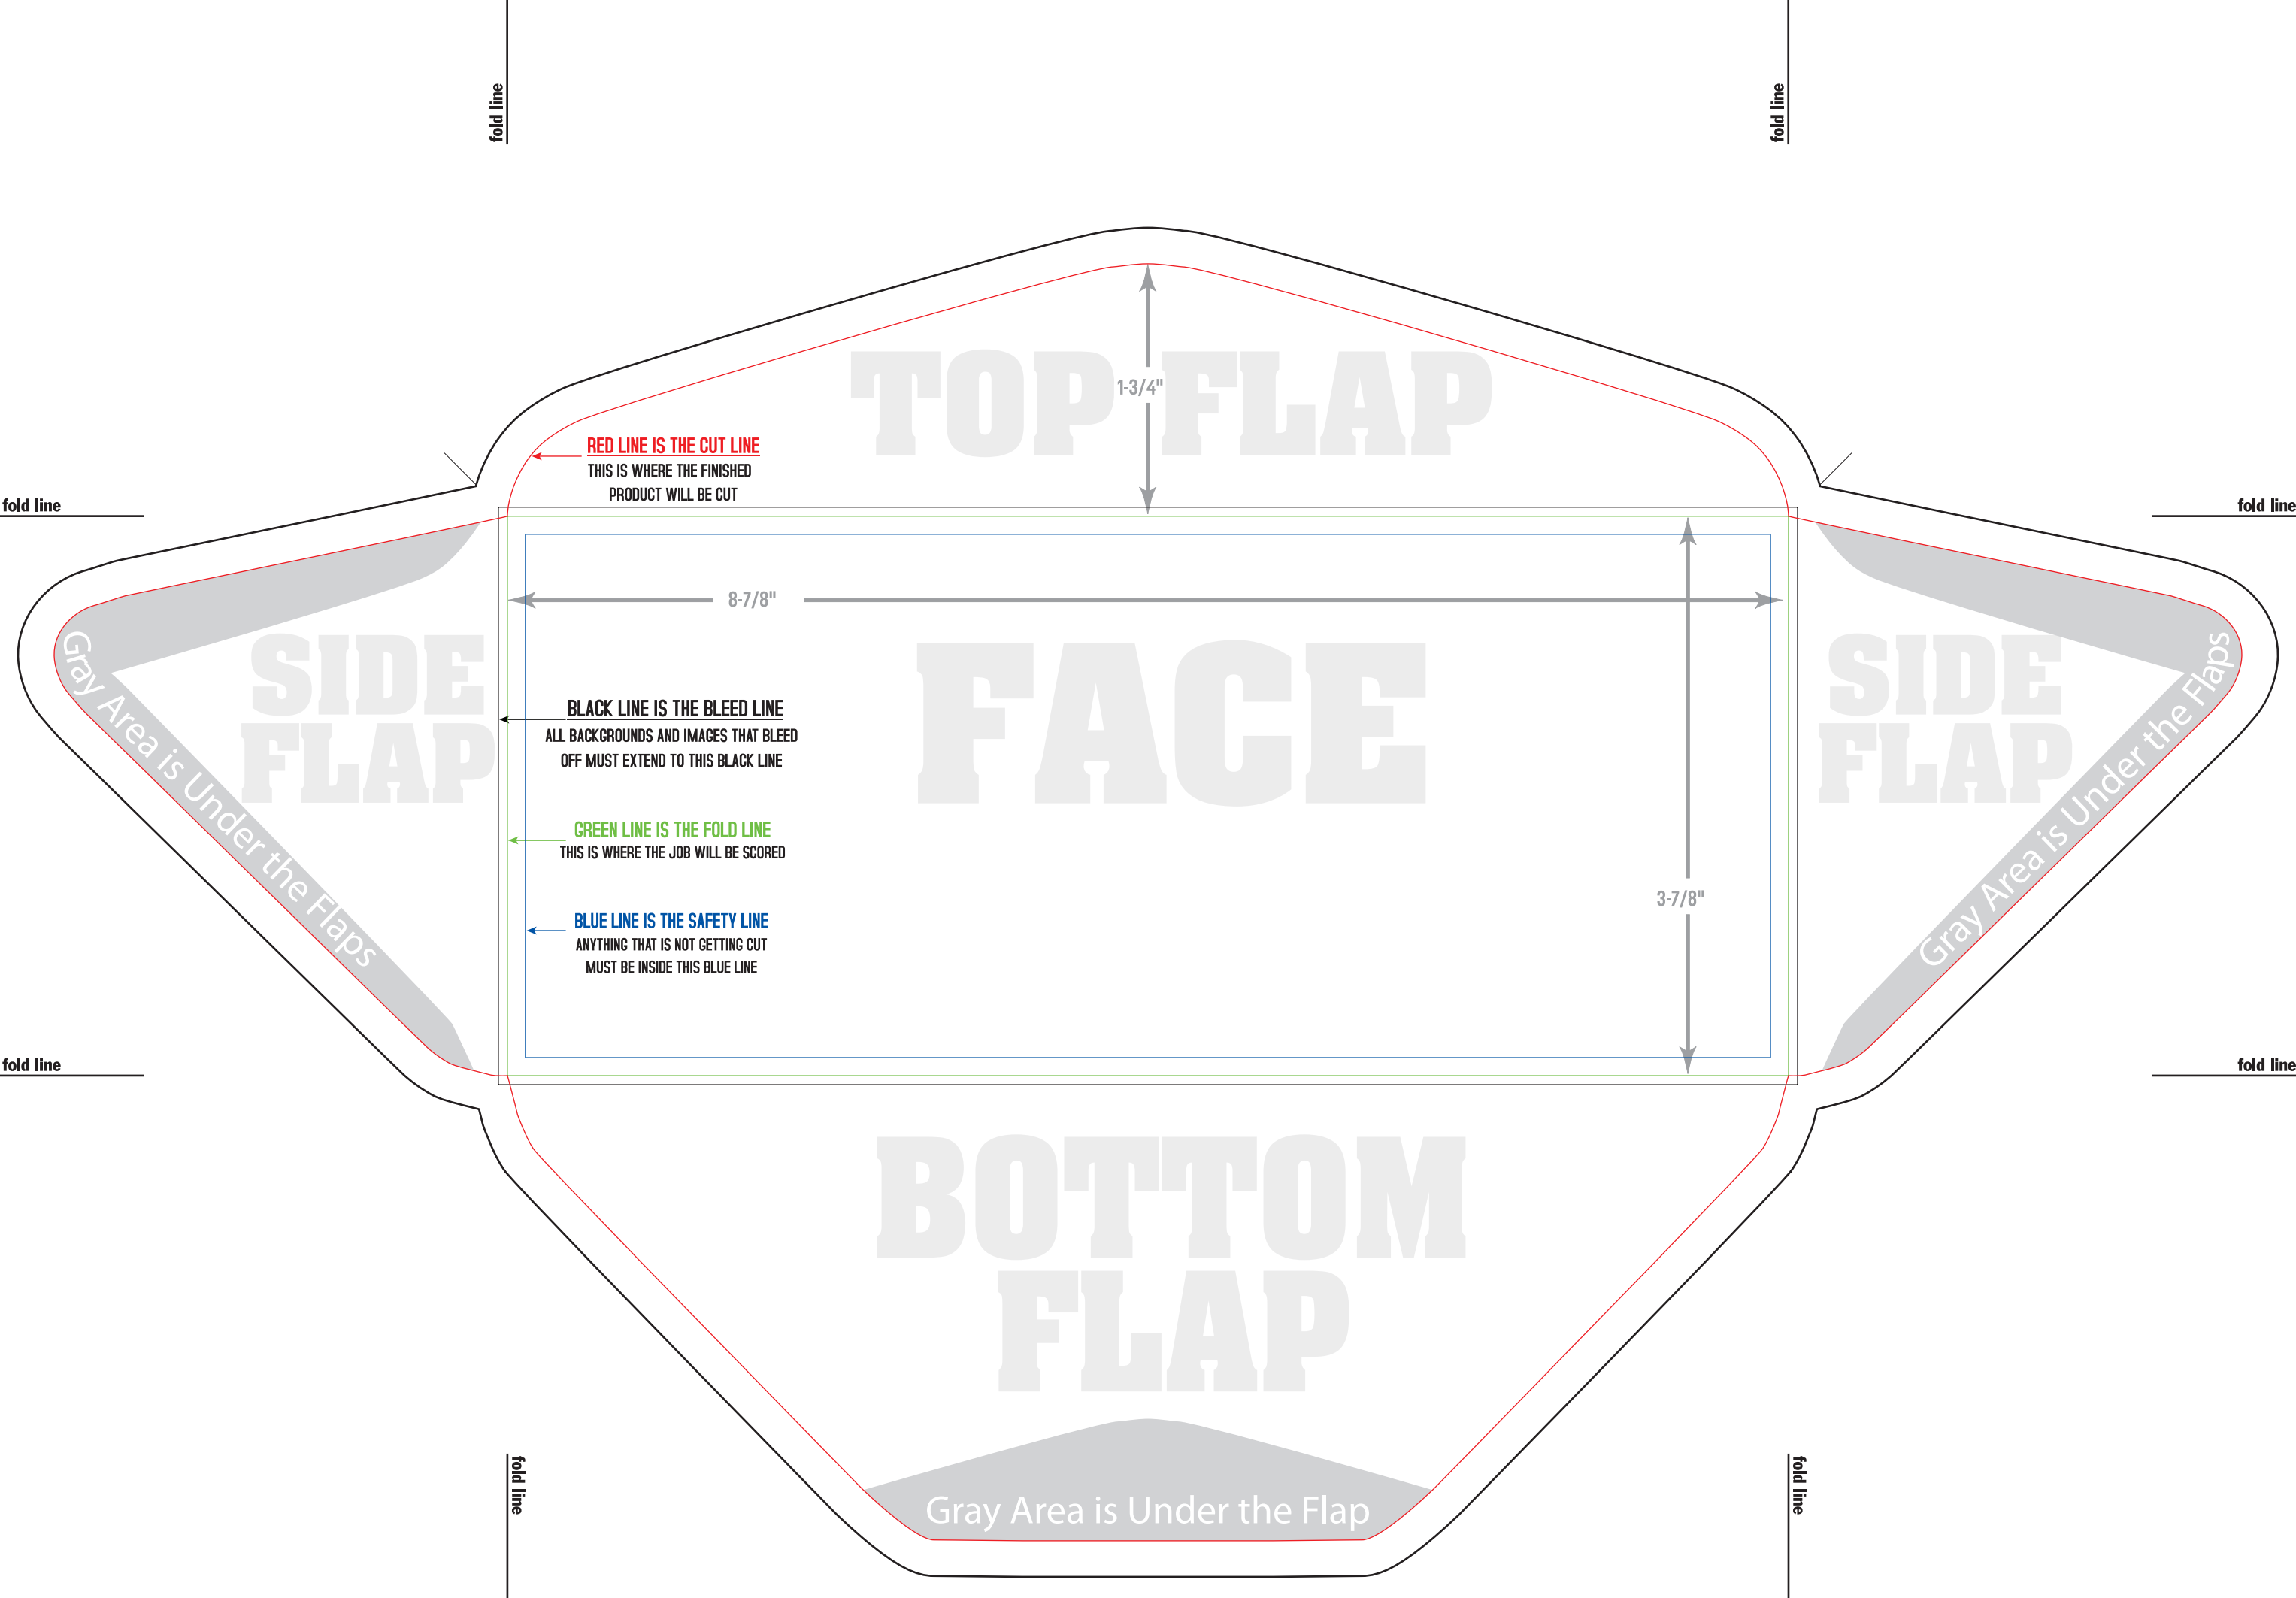 fold line
fold line
TOP FLAP
1-3/4"
RED LINE IS THE CUT LINE
THIS IS WHERE THE FINISHED
PRODUCT WILL BE CUT
fold line
fold line
8-7/8"
SIDE
FLAP
Gray Area is Under the Flaps
FACE
SIDE
FLAP
Gray Area is Under the Flaps
BLACK LINE IS THE BLEED LINE
ALL BACKGROUNDS AND IMAGES THAT BLEED
OFF MUST EXTEND TO THIS BLACK LINE
GREEN LINE IS THE FOLD LINE
THIS IS WHERE THE JOB WILL BE SCORED
3-7/8"
BLUE LINE IS THE SAFETY LINE
ANYTHING THAT IS NOT GETTING CUT
MUST BE INSIDE THIS BLUE LINE
fold line
fold line
BOTTOM
FLAP
Gray Area is Under the Flap
fold line
fold line